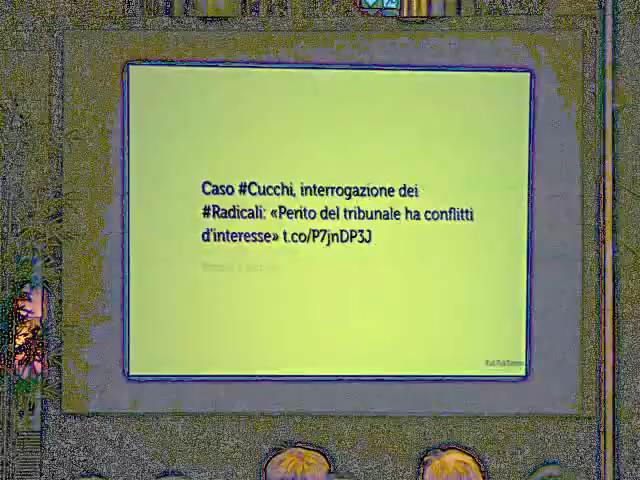 Caso #Cucchi, interrogazione dei
#Radicali: «Perito del tribunale ha conflitti
d'interesse» t.co/P7jnDP3J